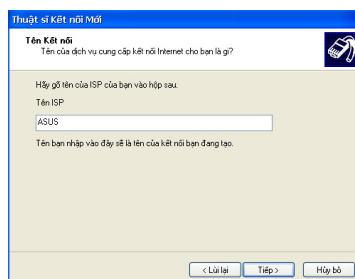 Thuật sĩ Kết nối Mới
Tên Kết nối
Tên của dịch vụ cung cấp kết nối Internet cho bạn là gì?
Hãy gõ tên của ISP của bạn vào hộp sau.
Tên ISP
ASUS
Tên bạn nhập vào đây sẽ là tên của kết nối bạn đang tạo.
< Lùi lại
Tiếp >
Hủy bỏ